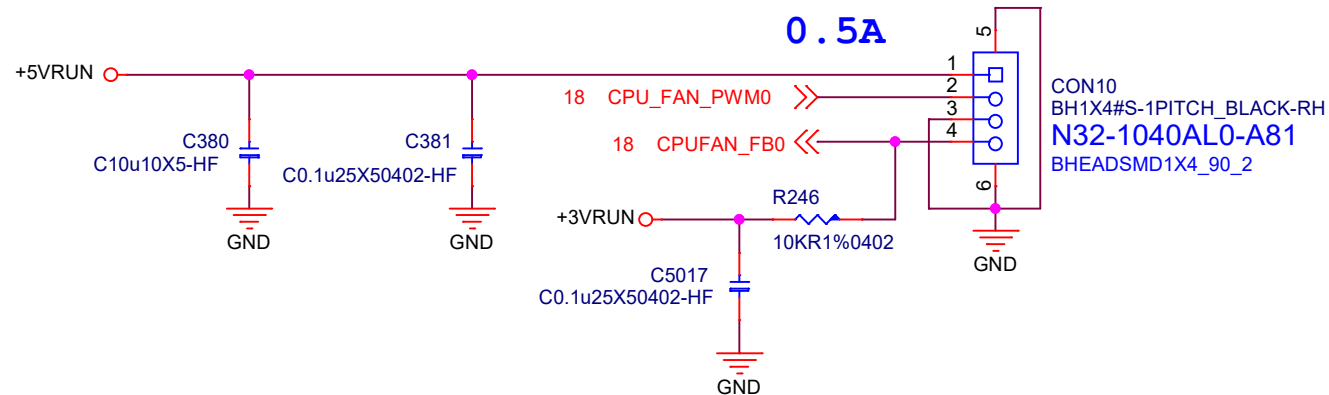 0.5A
+5VRUN
5
1
2
3
4
6
18 CPU_FAN_PWM0
18 CPUFAN_FB0
CON10
BH1X4#S-1PITCH_BLACK-RH
N32-1040AL0-A81
BHEADSMD1X4_90_2
C380
C10u10X5-HF
GND
C381
C0.1u25X50402-HF
GND
+3VRUN
R246
10KR1%0402
GND
C5017
C0.1u25X50402-HF
GND